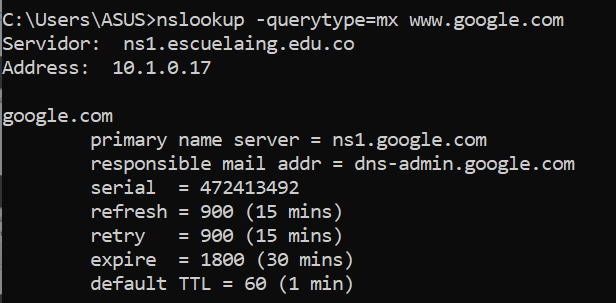 C:\Users\ASUS>nslookup -querytype=mx www.google.com
Servidor:  ns1.escuelaing.edu.co
Address:  10.1.0.17

google.com
        primary name server = ns1.google.com
        responsible mail addr = dns-admin.google.com
        serial  = 472413492
        refresh = 900 (15 mins)
        retry   = 900 (15 mins)
        expire  = 1800 (30 mins)
        default TTL = 60 (1 min)